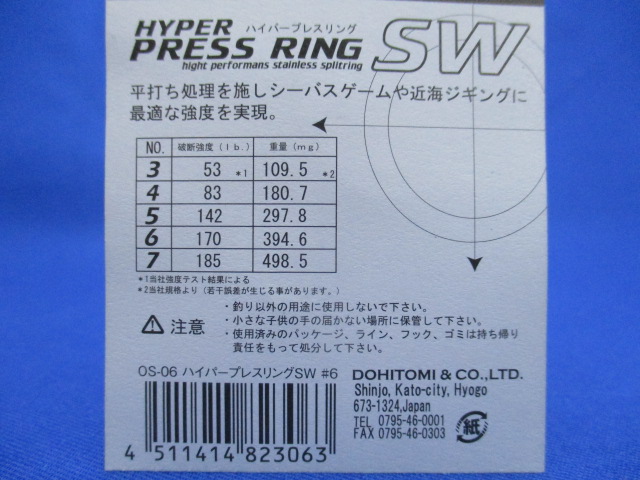 HYPER ハイパープレスリング
PRESS RING SW
hight performans stainless splitring
平打ち処理を施しシーバスゲームや近海ジギングに
最適な強度を実現。
NO. 破断強度(lb.) 重量(mg)
3 53 *1 109.5 *2
4 83 180.7
5 142 297.8
6 170 394.6
7 185 498.5
*1当社強度テスト結果による
*2当社規格より(若干誤差が生じる事があります。)
注意
・釣り以外の用途に使用しないで下さい。
・小さな子供の手の届かない場所に保管して下さい。
・使用済みのパッケージ、ライン、フック、ゴミは持ち帰り
責任をもって処分して下さい。
OS-06 ハイパープレスリングSW #6
4 511414 823063
DOHITOMI & CO.,LTD.
Shinjo, Kato-city, Hyogo
673-1324,Japan
TEL 0795-46-0001
FAX 0795-46-0303
紙